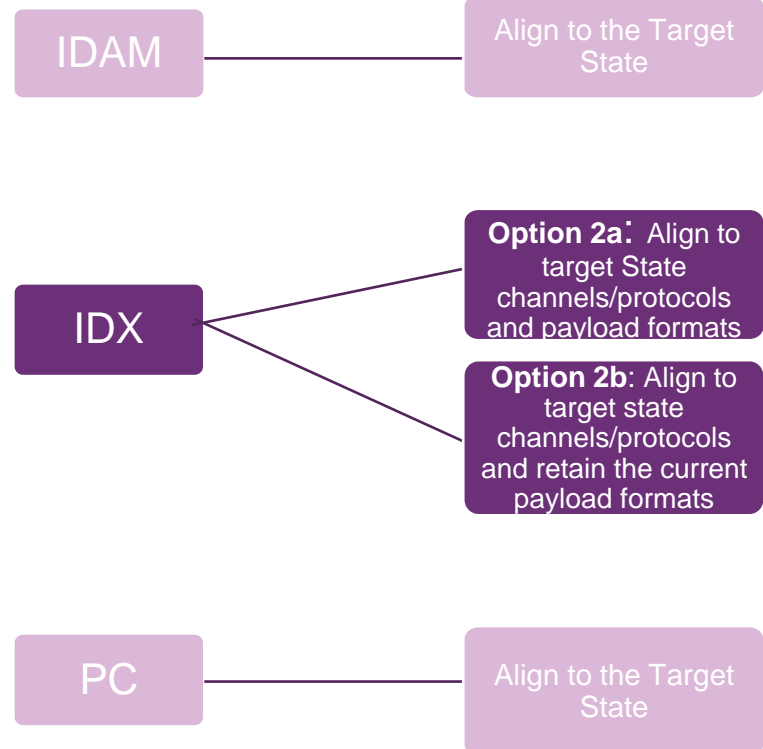 IDAM
Align to the Target
State
IDX
Option 2a: Align to
target State
channels/protocols
and payload formats
Option 2b: Align to
target state
channels/protocols
and retain the current
payload formats
PC
Align to the Target
State